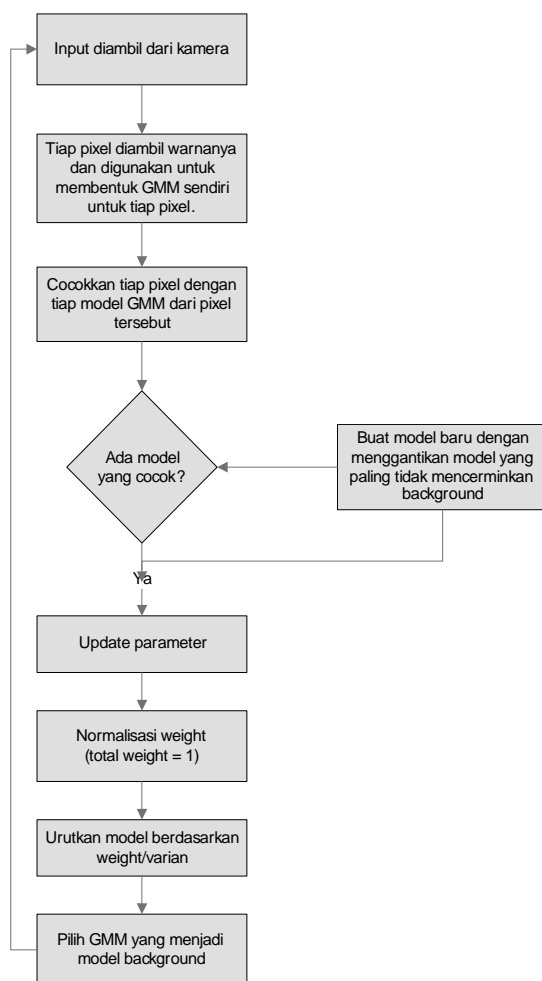 Input diambil dari kamera
Tiap pixel diambil warnanya
dan digunakan untuk
membentuk GMM sendiri
untuk tiap pixel.
Cocokkan tiap pixel dengan
tiap model GMM dari pixel
tersebut
Ada model
yang cocok?
Buat model baru dengan
menggantikan model yang
paling tidak mencerminkan
background
Ya
Update parameter
Normalisasi weight
(total weight = 1)
Urutkan model berdasarkan
weight/varian
Pilih GMM yang menjadi
model background